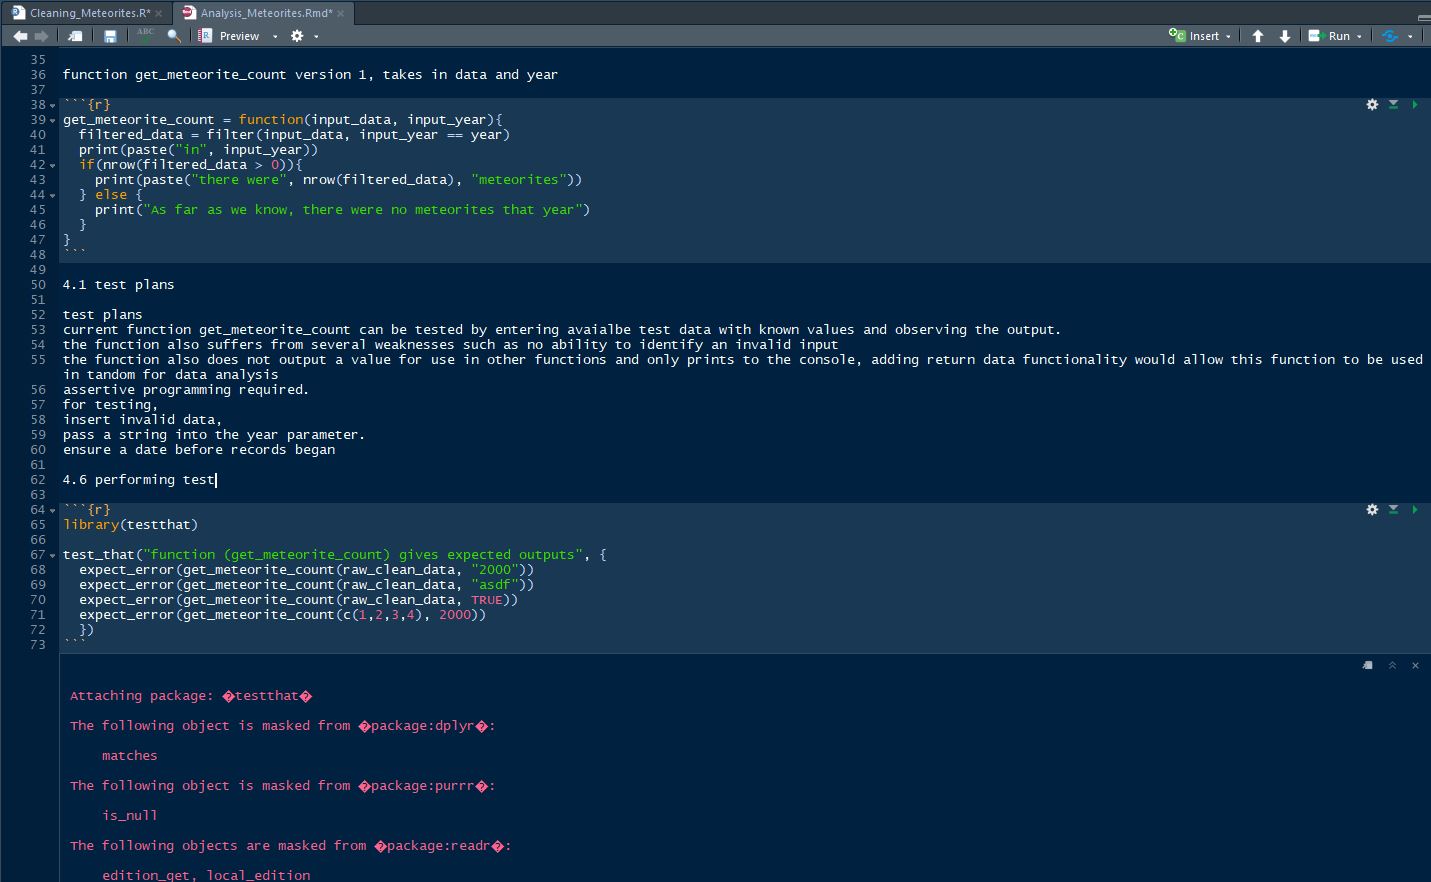 Cleaning_Meteorites.R* Analysis_Meteorites.Rmd*
ABC Preview Insert Run
35
36 function get_meteorite_count version 1, takes in data and year
37
38 ```{r}
39 get_meteorite_count = function(input_data, input_year){
40   filtered_data = filter(input_data, input_year == year)
41   print(paste("in", input_year))
42   if(nrow(filtered_data > 0)){
43     print(paste("there were", nrow(filtered_data), "meteorites"))
44   } else {
45     print("As far as we know, there were no meteorites that year")
46   }
47 }
48 ```
49
50 4.1 test plans
51
52 test plans
53 current function get_meteorite_count can be tested by entering avaialbe test data with known values and observing the output.
54 the function also suffers from several weaknesses such as no ability to identify an invalid input
55 the function also does not output a value for use in other functions and only prints to the console, adding return data functionality would allow this function to be used
in tandom for data analysis
56 assertive programming required.
57 for testing,
58 insert invalid data,
59 pass a string into the year parameter.
60 ensure a date before records began
61
62 4.6 performing test
63
64 ```{r}
65 library(testthat)
66
67 test_that("function (get_meteorite_count) gives expected outputs", {
68   expect_error(get_meteorite_count(raw_clean_data, "2000"))
69   expect_error(get_meteorite_count(raw_clean_data, "asdf"))
70   expect_error(get_meteorite_count(raw_clean_data, TRUE))
71   expect_error(get_meteorite_count(c(1,2,3,4), 2000))
72   })
73 ```
Attaching package: �testthat�
The following object is masked from �package:dplyr�:
matches
The following object is masked from �package:purrr�:
is_null
The following objects are masked from �package:readr�:
edition_get, local_edition